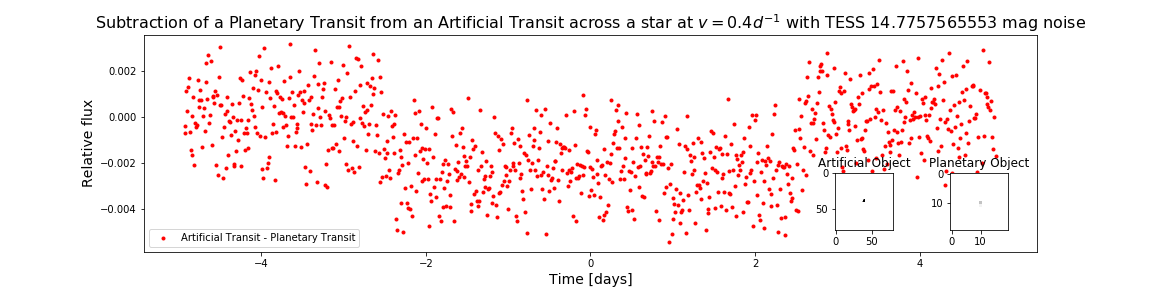 Subtraction of a Planetary Transit from an Artificial Transit across a star at v = 0.4d⁻¹ with TESS 14.7757565553 mag noise
Relative flux
0.002
0.000
−0.002
−0.004
Artificial Transit - Planetary Transit
Artificial Object
0
50
0 50
Planetary Object
0
10
0 10
−4 −2 0 2 4
Time [days]